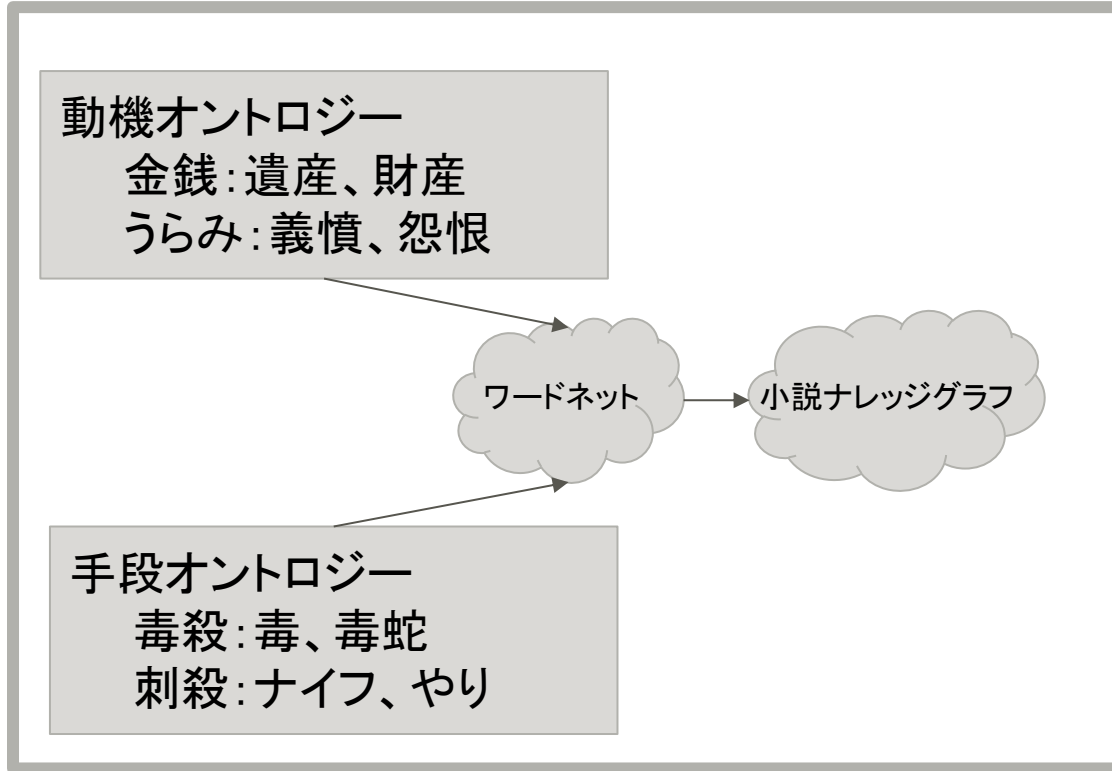 動機オントロジー
金銭：遺産、財産
うらみ：義憤、怨恨
ワードネット
小説ナレッジグラフ
手段オントロジー
毒殺：毒、毒蛇
刺殺：ナイフ、やり